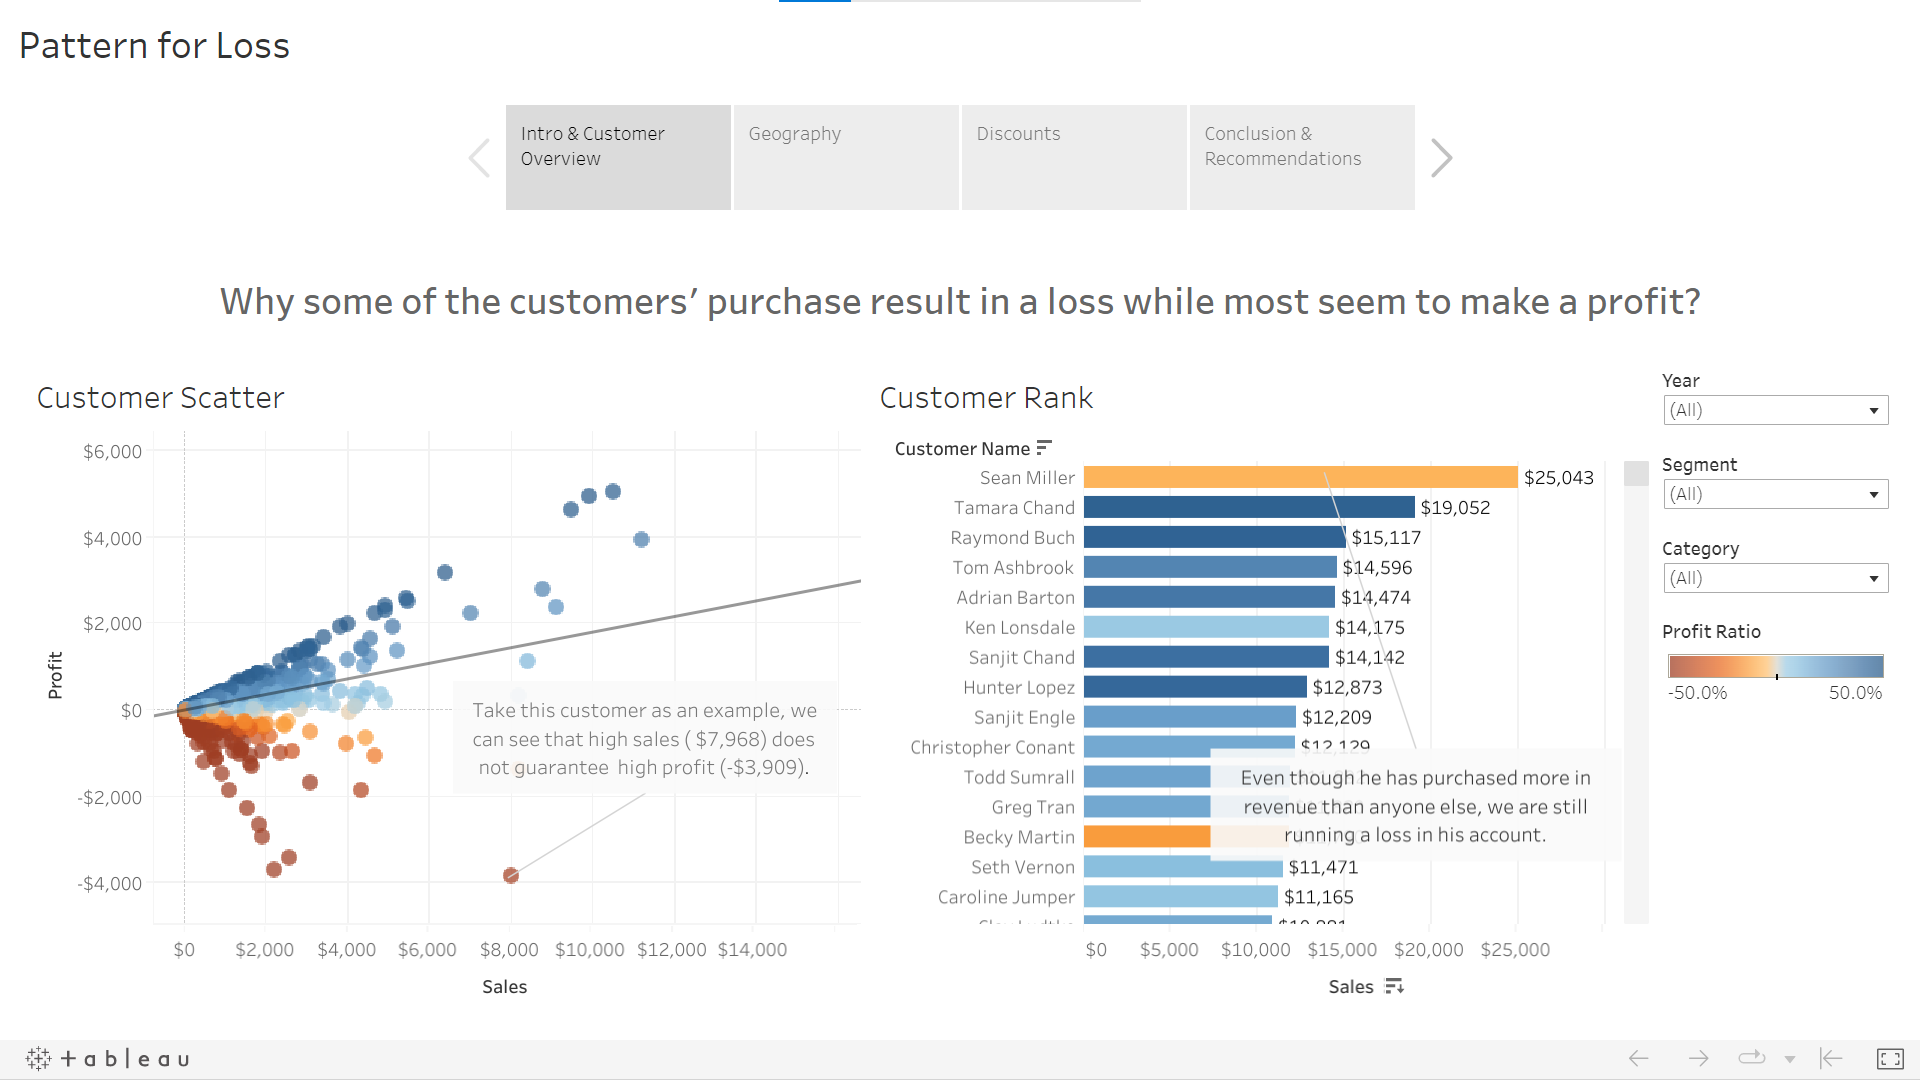 Pattern for Loss
Intro & Customer
Overview
Geography
Discounts
Conclusion &
Recommendations
Why some of the customers’ purchase result in a loss while most seem to make a profit?
Customer Scatter
$6,000
$4,000
$2,000
$0
-$2,000
-$4,000
Profit
Take this customer as an example, we
can see that high sales ( $7,968) does
not guarantee high profit (-$3,909).
$0 $2,000 $4,000 $6,000 $8,000 $10,000 $12,000 $14,000
Sales
Customer Rank
Customer Name
Sean Miller $25,043
Tamara Chand $19,052
Raymond Buch $15,117
Tom Ashbrook $14,596
Adrian Barton $14,474
Ken Lonsdale $14,175
Sanjit Chand $14,142
Hunter Lopez $12,873
Sanjit Engle $12,209
Christopher Conant $12,129
Todd Sumrall
Greg Tran
Becky Martin
Seth Vernon $11,471
Caroline Jumper $11,165
Even though he has purchased more in
revenue than anyone else, we are still
running a loss in his account.
$0 $5,000 $10,000 $15,000 $20,000 $25,000
Sales
Year
(All)
Segment
(All)
Category
(All)
Profit Ratio
-50.0% 50.0%
+ableau